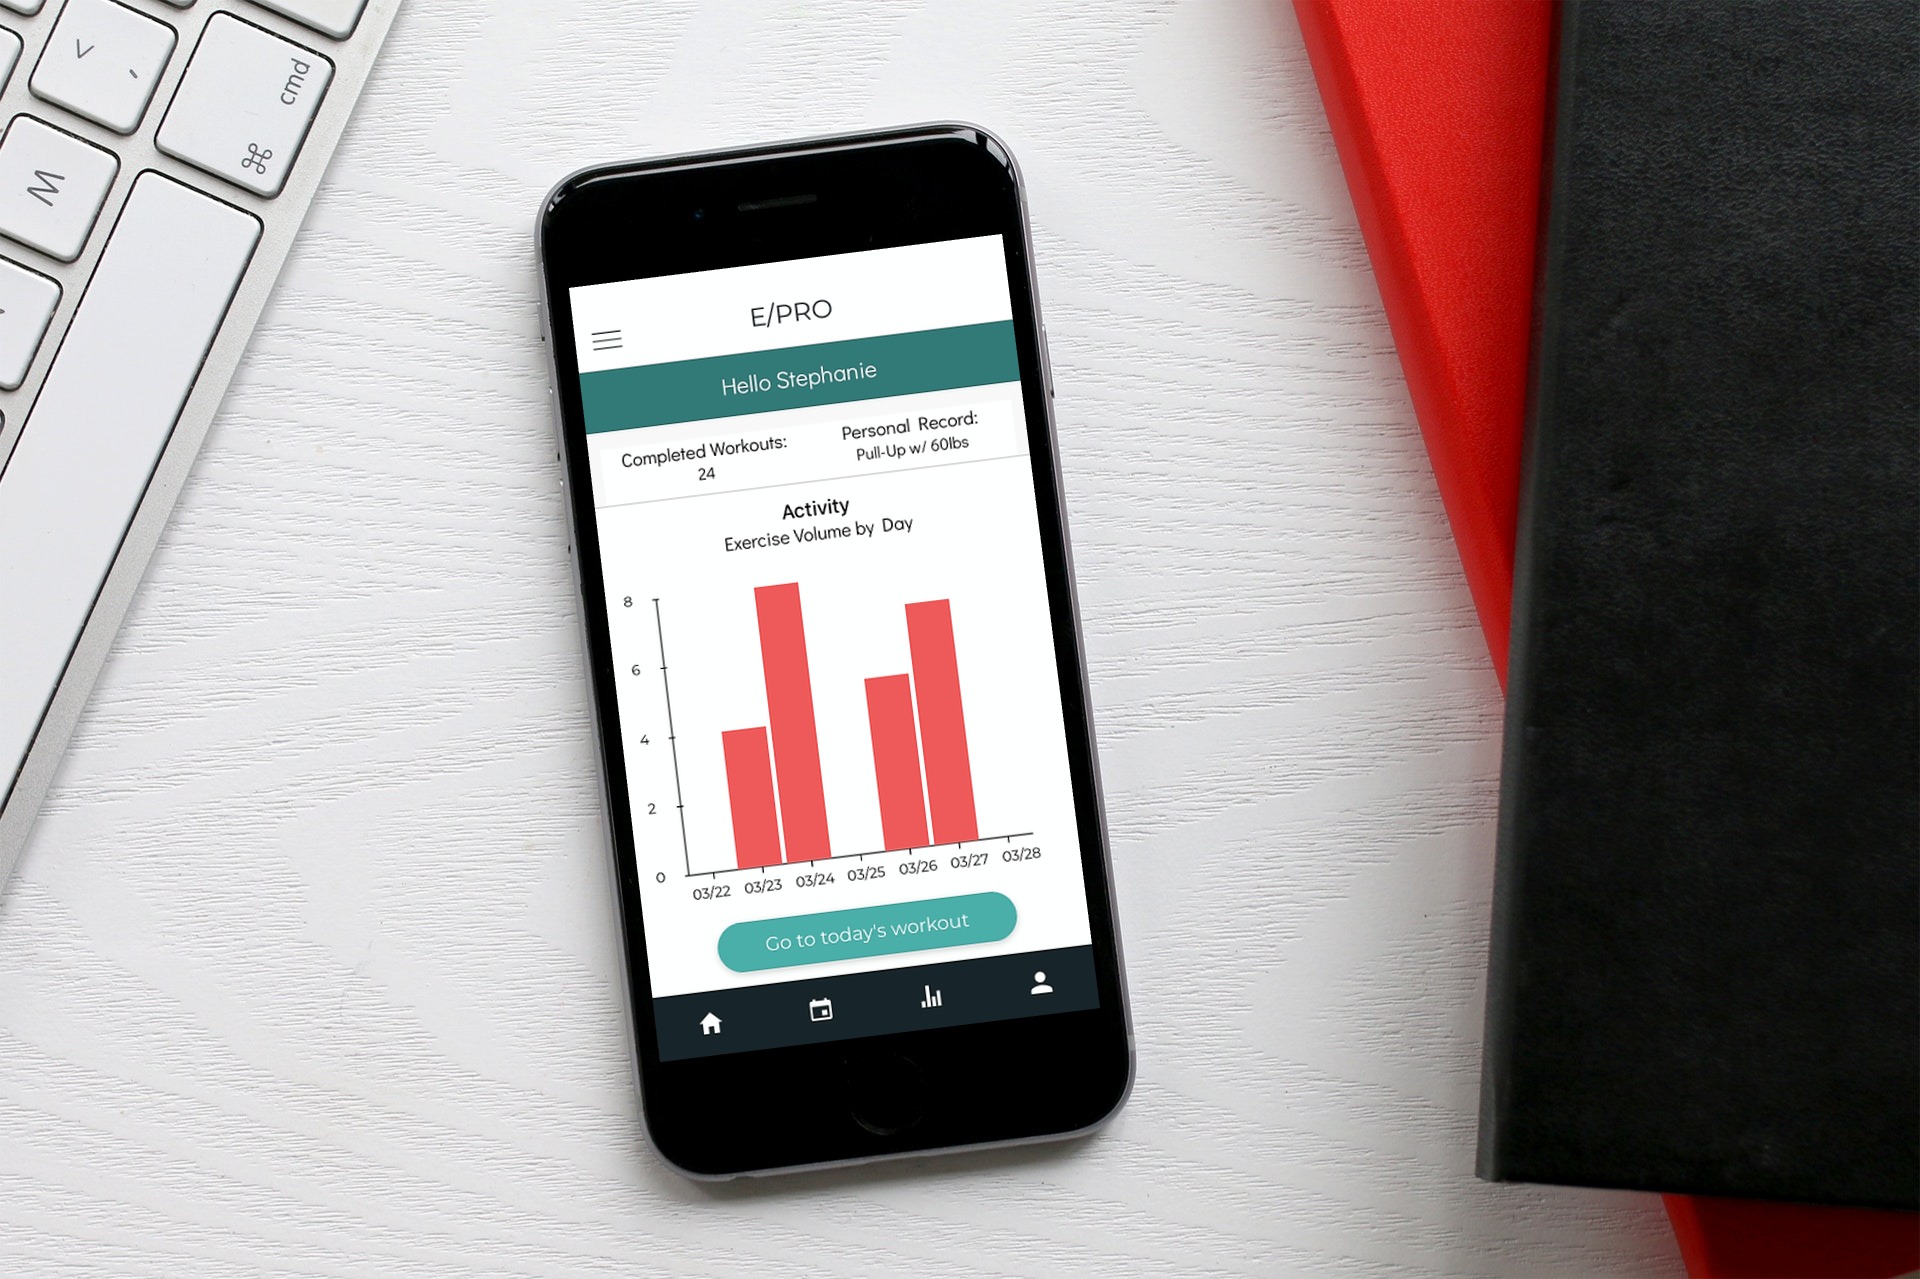 <
,
cmd
⌘
M
E/PRO
Hello Stephanie
Completed Workouts:
24
Personal Record:
Pull-Up w/ 60lbs
Activity
Exercise Volume by Day
8
6
4
2
0
03/22 03/23 03/24 03/25 03/26 03/27 03/28
Go to today's workout